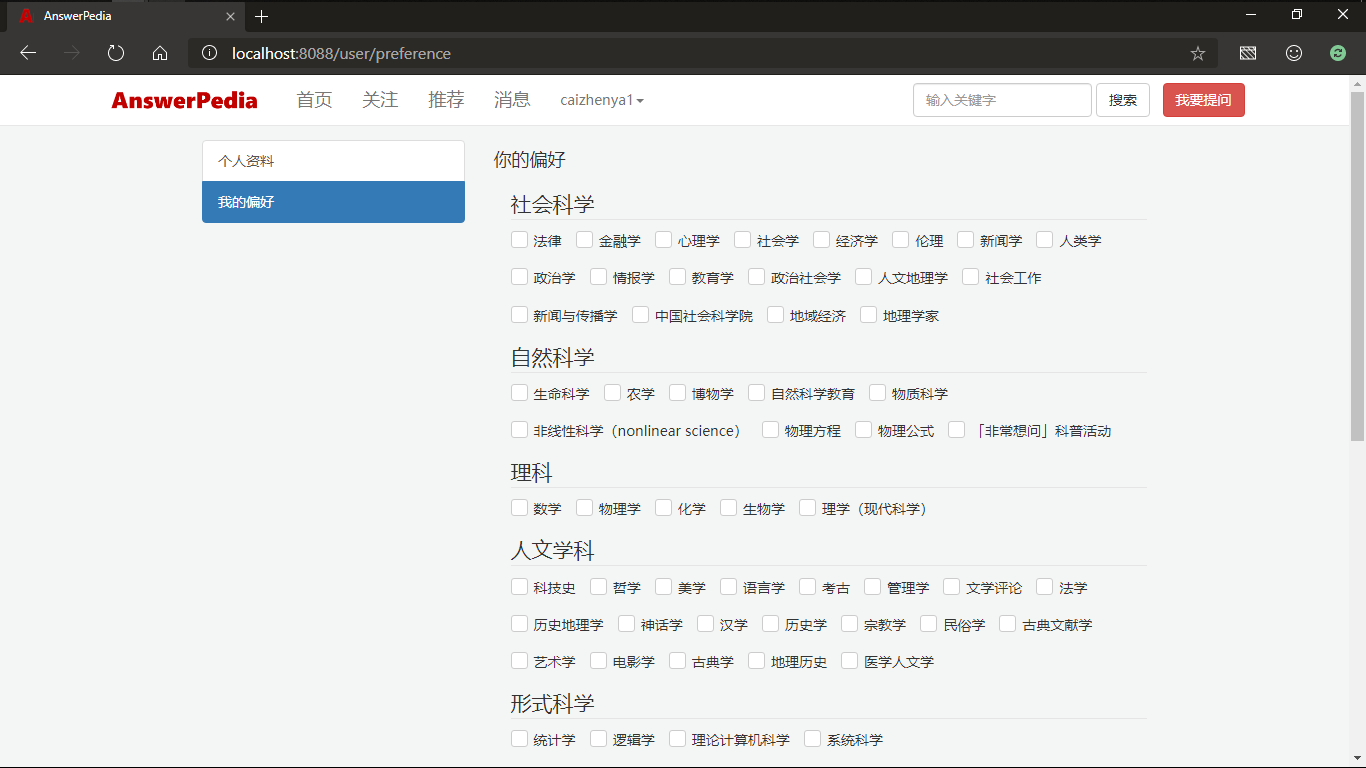 AnswerPedia
localhost:8088/user/preference
AnswerPedia 首页 关注 推荐 消息 caizhenya1 输入关键字 搜索 我要提问
个人资料
我的偏好
你的偏好
社会科学
法律 金融学 心理学 社会学 经济学 伦理 新闻学 人类学
政治学 情报学 教育学 政治社会学 人文地理学 社会工作
新闻与传播学 中国社会科学院 地域经济 地理学家
自然科学
生命科学 农学 博物学 自然科学教育 物质科学
非线性科学（nonlinear science） 物理方程 物理公式 「非常想问」科普活动
理科
数学 物理学 化学 生物学 理学（现代科学）
人文学科
科技史 哲学 美学 语言学 考古 管理学 文学评论 法学
历史地理学 神话学 汉学 历史学 宗教学 民俗学 古典文献学
艺术学 电影学 古典学 地理历史 医学人文学
形式科学
统计学 逻辑学 理论计算机科学 系统科学